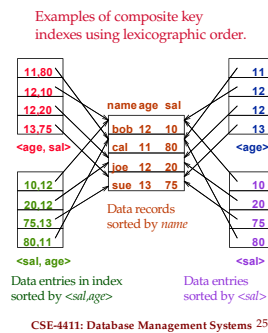 Examples of composite key
indexes using lexicographic order.
11,80
12,10
12,20
13,75
<age, sal>
10,12
20,12
75,13
80,11
<sal, age>
Data entries in index
sorted by <sal,age>
name age sal
bob 12 10
cal 11 80
joe 12 20
sue 13 75
Data records
sorted by name
11
12
12
13
<age>
10
20
75
80
<sal>
Data entries
sorted by <sal>
CSE-4411: Database Management Systems 25